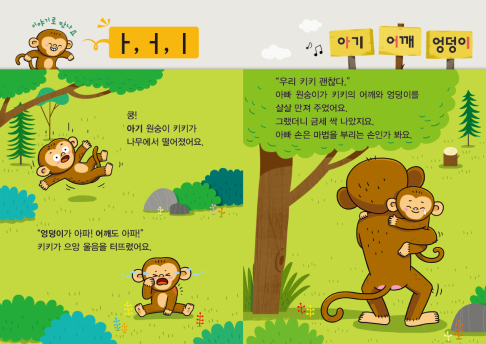 이야기로 만나요
ㅏ, ㅓ, ㅣ
아기
어깨
엉덩이
쿵!
아기 원숭이 키키가
나무에서 떨어졌어요.
"엉덩이가 아파! 어깨도 아파!"
키키가 으앙 울음을 터뜨렸어요.
"우리 키키 괜찮다."
아빠 원숭이가 키키의 어깨와 엉덩이를
살살 만져 주었어요.
그랬더니 금세 싹 나았지요.
아빠 손은 마법을 부리는 손인가 봐요.